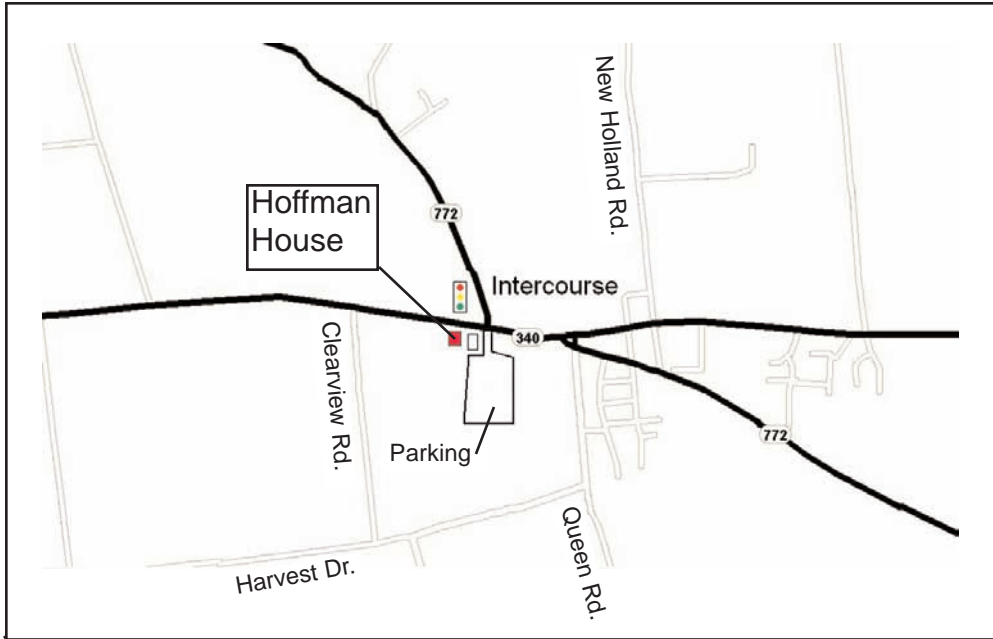 New Holland Rd.
Hoffman
House
772
Intercourse
340
Clearview Rd.
Parking
772
Queen Rd.
Harvest Dr.